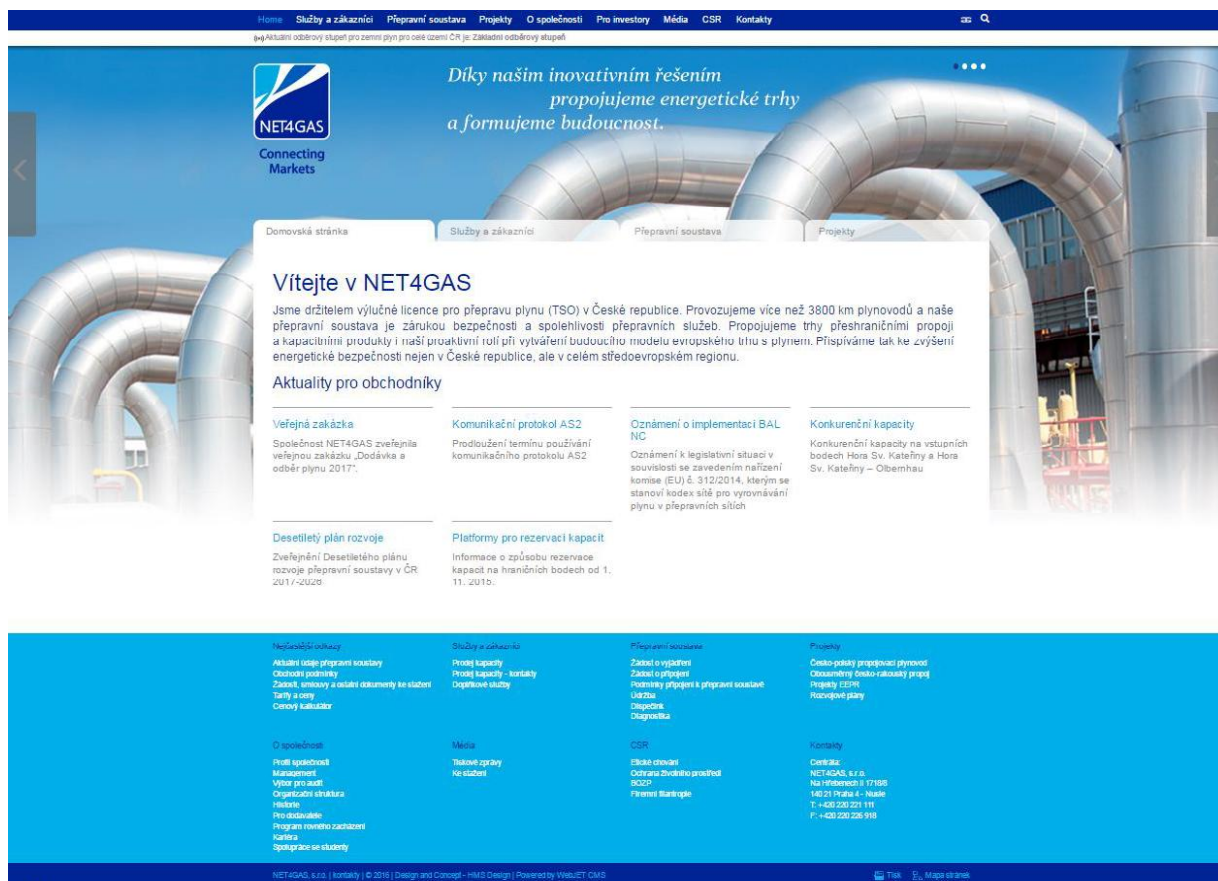 Home Služby a zákazníci Přepravní soustava Projekty O společnosti Pro investory Média CSR Kontakty
Aktuální odběrový stupeň pro zemní plyn pro celé území ČR je: Základní odběrový stupeň
NET4GAS
Connecting
Markets
Díky našim inovativním řešením
propojujeme energetické trhy
a formujeme budoucnost.
Domovská stránka Služby a zákazníci Přepravní soustava Projekty
Vítejte v NET4GAS
Jsme držitelem výlučné licence pro přepravu plynu (TSO) v České republice. Provozujeme více než 3800 km plynovodů a naše
přepravní soustava je zárukou bezpečnosti a spolehlivosti přepravních služeb. Propojujeme trhy přeshraničními propoji
a kapacitními produkty i naší proaktivní rolí při vytváření budoucího modelu evropského trhu s plynem. Přispíváme tak ke zvýšení
energetické bezpečnosti nejen v České republice, ale v celém středoevropském regionu.
Aktuality pro obchodníky
Veřejná zakázka
Společnost NET4GAS zveřejnila
veřejnou zakázku „Dodávka a
odběr plynu 2017".
Komunikační protokol AS2
Prodloužení termínu používání
komunikačního protokolu AS2
Oznámení o implementaci BAL
NC
Oznámení k legislativní situaci v
souvislosti se zavedením nařízení
komise (EU) č. 312/2014, kterým se
stanoví kodex sítě pro vyrovnávání
plynu v přepravních sítích
Konkurenční kapacity
Konkurenční kapacity na vstupních
bodech Hora Sv. Kateřiny a Hora
Sv. Kateřiny – Olbernhau
Desetiletý plán rozvoje
Zveřejnění Desetiletého plánu
rozvoje přepravní soustavy v ČR
2017-2026
Platformy pro rezervaci kapacit
Informace o způsobu rezervace
kapacit na hraničních bodech od 1.
11. 2015.
Nejčastější odkazy
Aktuální údaje přepravní soustavy
Obchodní podmínky
Žádosti, smlouvy a ostatní dokumenty ke stažení
Tarify a ceny
Cenový kalkulátor
Služby a zákazníci
Prodej kapacity
Prodej kapacity - kontakty
Doplňkové služby
Přepravní soustava
Žádost o vyjádření
Žádost o připojení
Podmínky připojení k přepravní soustavě
Údržba
Dispečink
Diagnostika
Projekty
Česko-polský propojovací plynovod
Obousměrný česko-rakouský propoj
Projekty EEPR
Rozvojové plány
O společnosti
Profil společnosti
Management
Výbor pro audit
Organizační struktura
Historie
Pro dodavatele
Program rovného zacházení
Kariéra
Spolupráce se studenty
Média
Tiskové zprávy
Ke stažení
CSR
Etické chování
Ochrana životního prostředí
BOZP
Firemní filantropie
Kontakty
Centrála:
NET4GAS, s.r.o.
Na Hřebenech II 1718/8
140 21 Praha 4 - Nusle
T: +420 220 221 111
F: +420 220 225 918
NET4GAS, s.r.o. | kontakty | © 2016 | Design and Concept - HMS Design | Powered by WebJET CMS
Tisk Mapa stránek